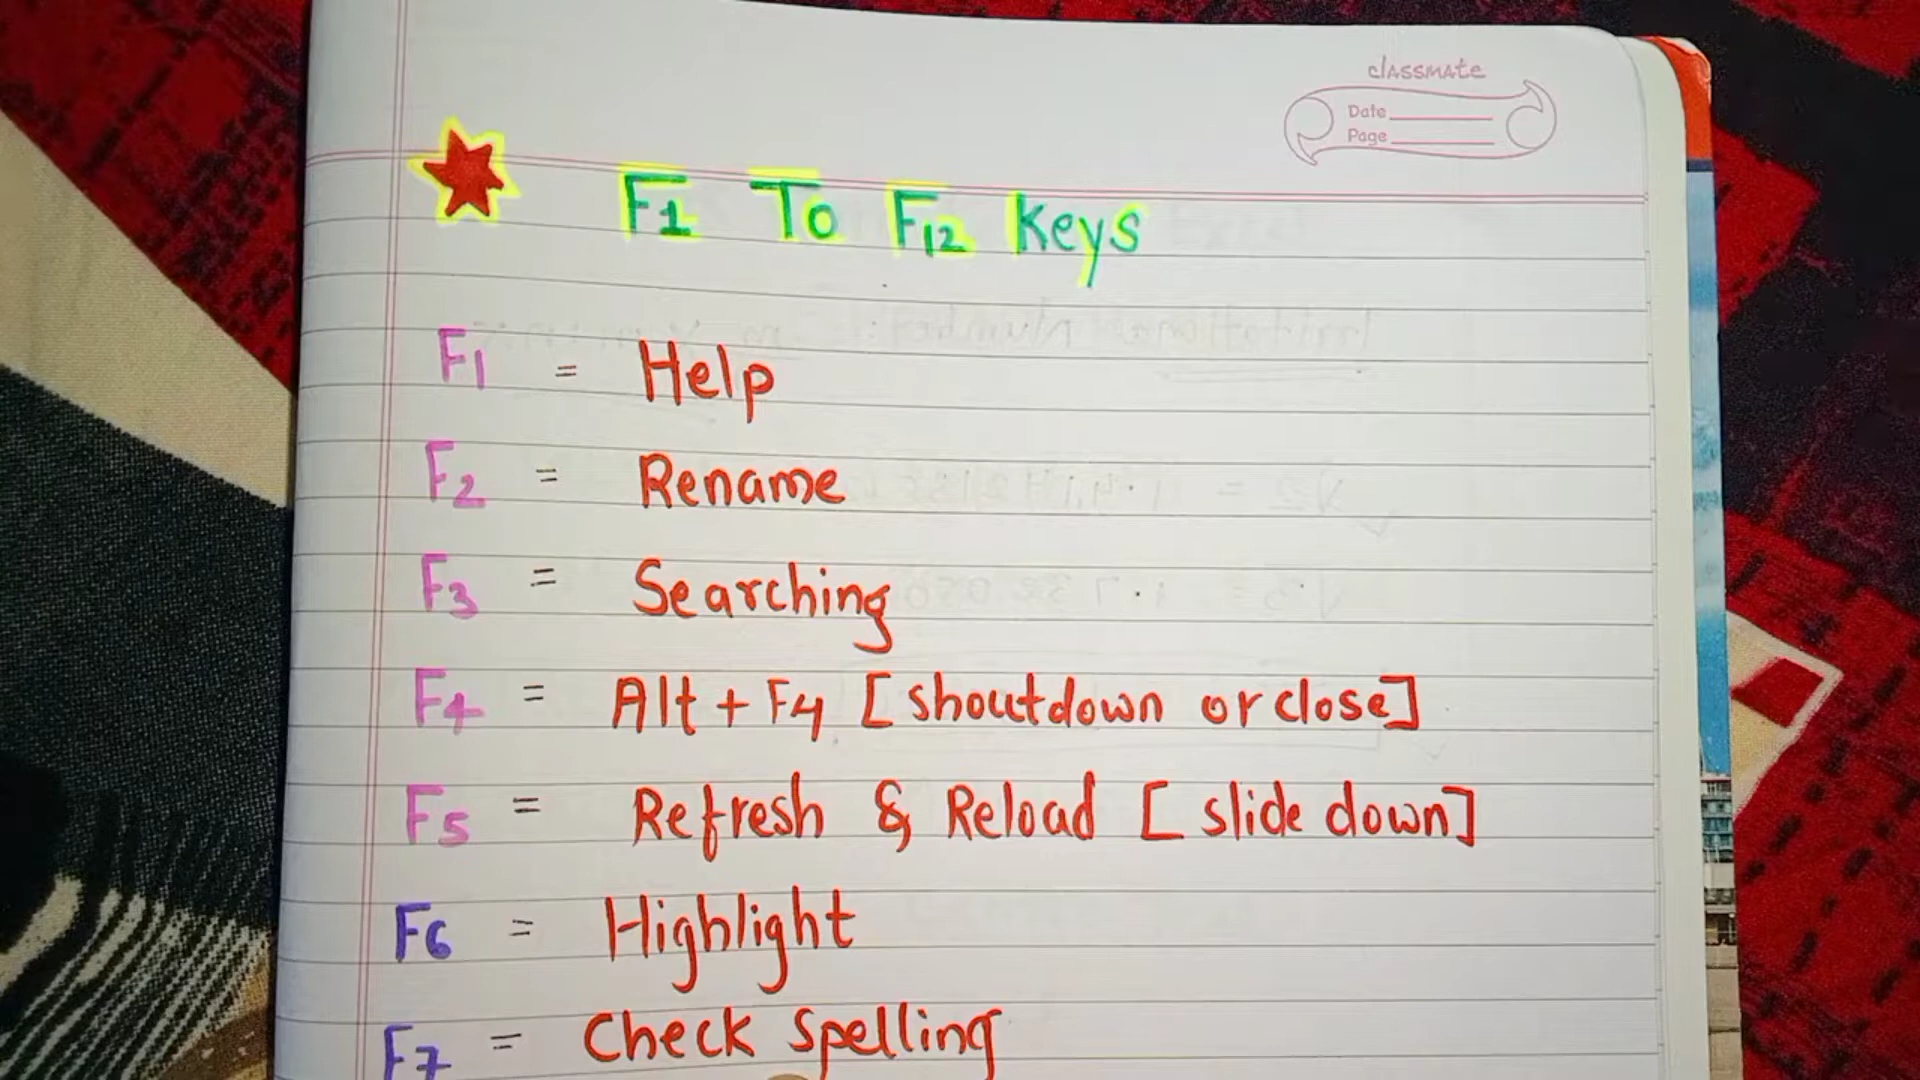 classmate
Date
Page
F1 To F12 Keys
F1 = Help
F2 = Rename
F3 = Searching
F4 = Alt + F4 [shoutdown or close]
F5 = Refresh & Reload [slide down]
F6 = Highlight
F7 = Check Spelling